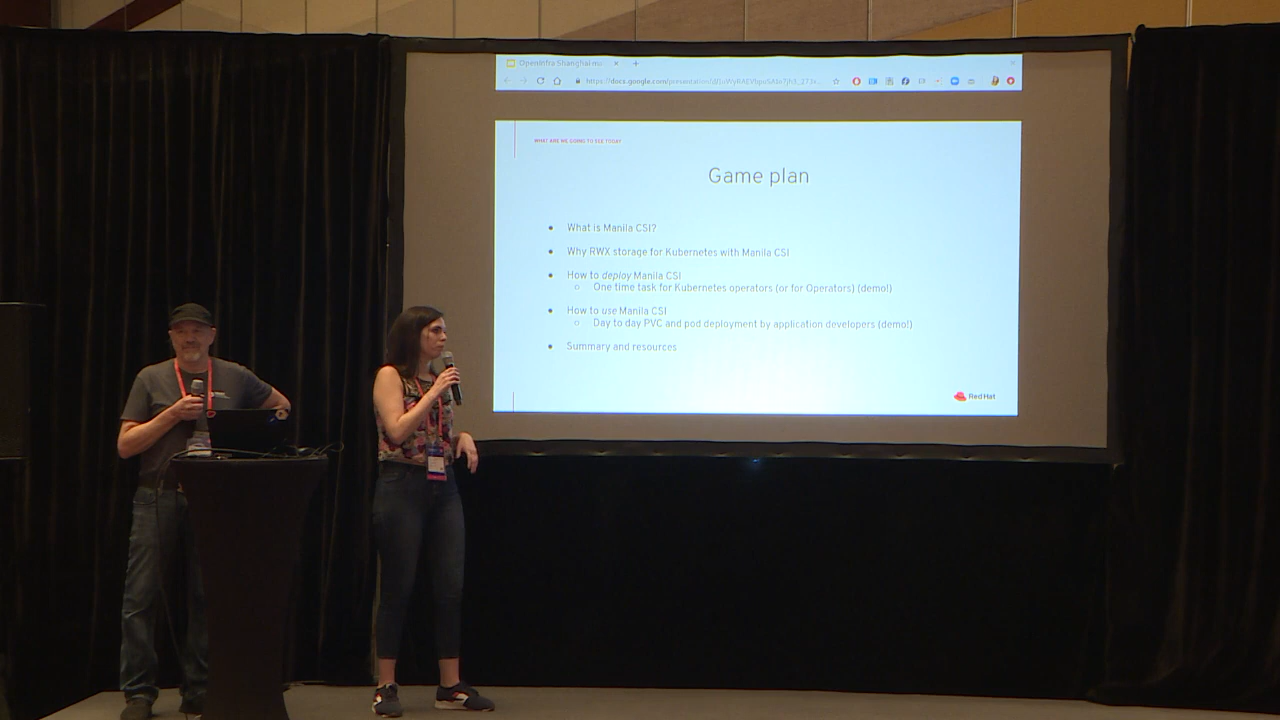 OpenInfra Shanghai
WHAT ARE WE GOING TO SEE TODAY
Game plan
● What is Manila CSI?
● Why RWX storage for Kubernetes with Manila CSI
● How to deploy Manila CSI
○ One time task for Kubernetes operators (or for Operators) (demo!)
● How to use Manila CSI
○ Day to day PVC and pod deployment by application developers (demo!)
● Summary and resources
Red Hat